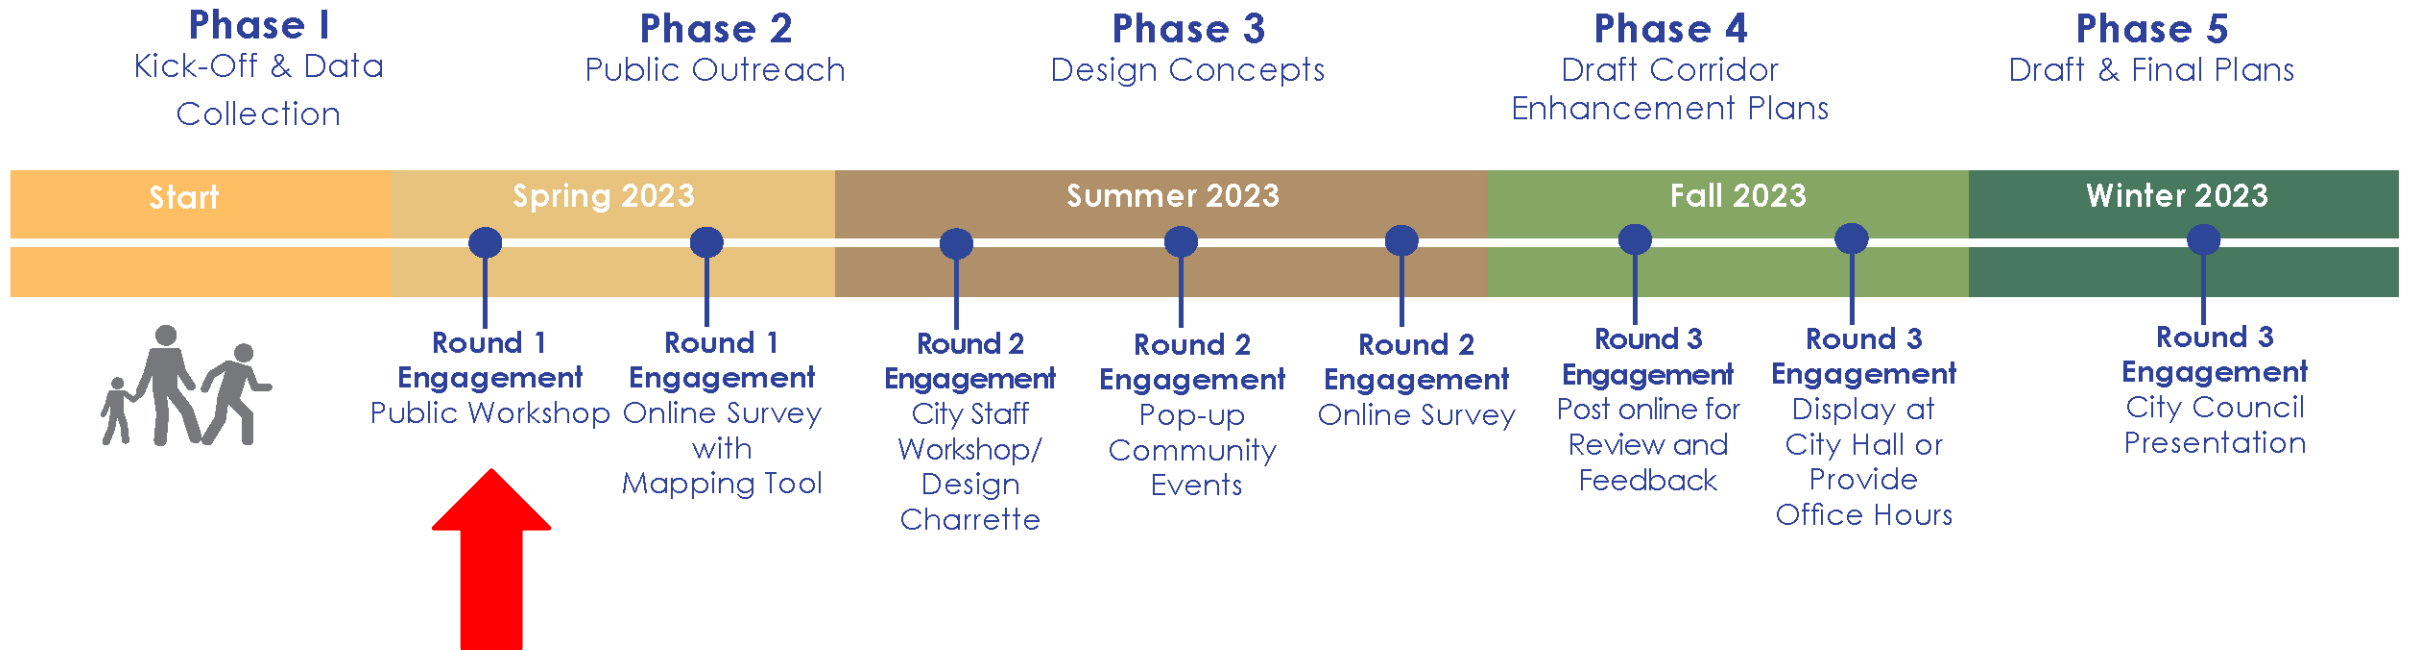 Phase I
Kick-Off & Data
Collection
Phase 2
Public Outreach
Phase 3
Design Concepts
Phase 4
Draft Corridor
Enhancement Plans
Phase 5
Draft & Final Plans
Start
Spring 2023
Summer 2023
Fall 2023
Winter 2023
Round 1
Engagement
Public Workshop
Round 1
Engagement
Online Survey
with
Mapping Tool
Round 2
Engagement
City Staff
Workshop/
Design
Charrette
Round 2
Engagement
Pop-up
Community
Events
Round 2
Engagement
Online Survey
Round 3
Engagement
Post online for
Review and
Feedback
Round 3
Engagement
Display at
City Hall or
Provide
Office Hours
Round 3
Engagement
City Council
Presentation